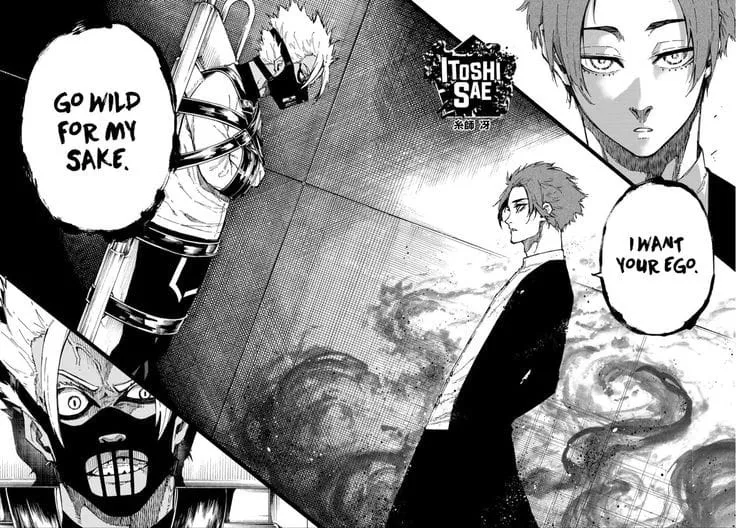 I WANT
YOUR EGO.
ITOSHI
SAE
糸師 冴
GO WILD
FOR MY
SAKE.